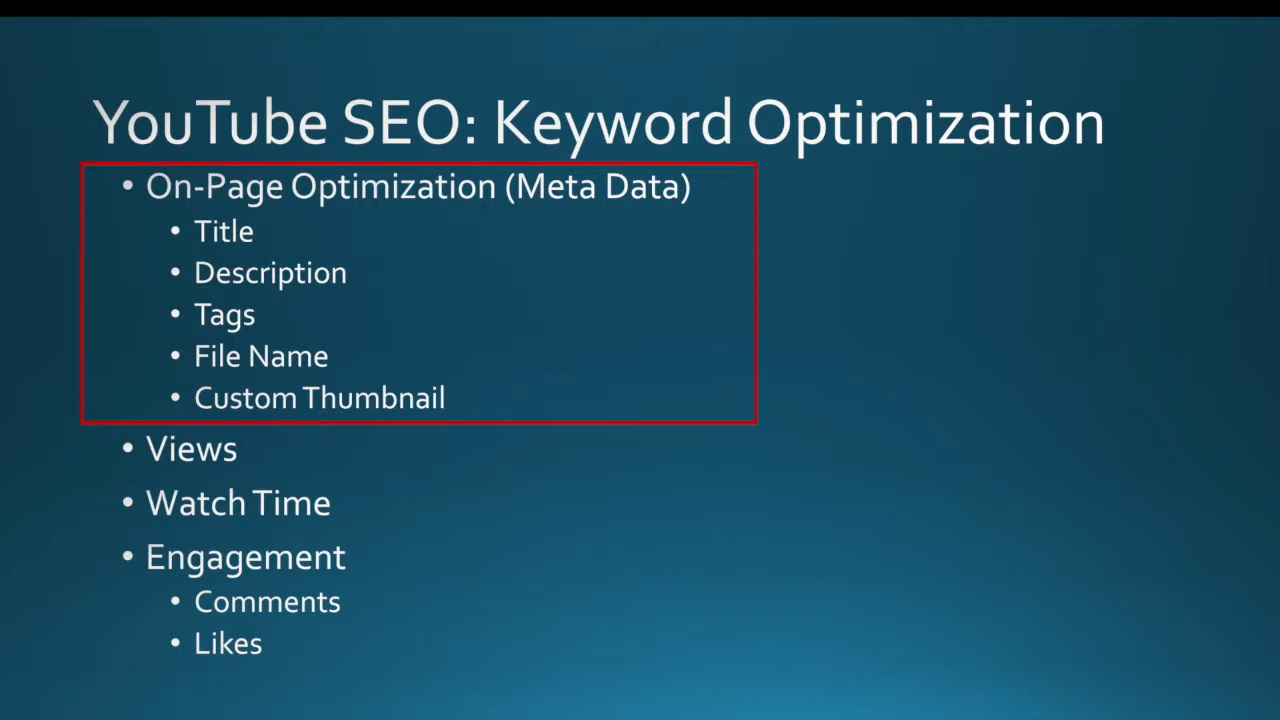 YouTube SEO: Keyword Optimization
• On-Page Optimization (Meta Data)
• Title
• Description
• Tags
• File Name
• Custom Thumbnail
• Views
• Watch Time
• Engagement
• Comments
• Likes